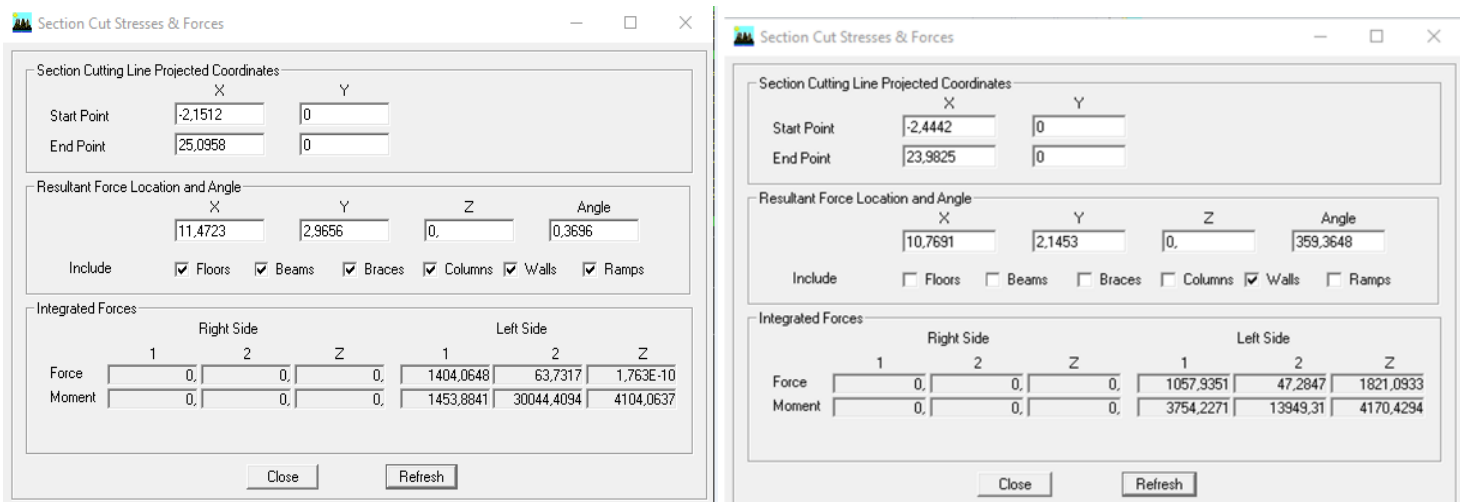 Section Cut Stresses & Forces
Section Cutting Line Projected Coordinates
X Y
Start Point -2,1512 0
End Point 25,0958 0
Resultant Force Location and Angle
X Y Z Angle
11,4723 2,9656 0, 0,3696
Include Floors Beams Braces Columns Walls Ramps
Integrated Forces
Right Side Left Side
1 2 Z 1 2 Z
Force 0, 0, 0, 1404,0648 63,7317 1,763E-10
Moment 0, 0, 0, 1453,8841 30044,4094 4104,0637
Close Refresh
Section Cut Stresses & Forces
Section Cutting Line Projected Coordinates
X Y
Start Point -2,4442 0
End Point 23,9825 0
Resultant Force Location and Angle
X Y Z Angle
10,7691 2,1453 0, 359,3648
Include Floors Beams Braces Columns Walls Ramps
Integrated Forces
Right Side Left Side
1 2 Z 1 2 Z
Force 0, 0, 0, 1057,9351 47,2847 1821,0933
Moment 0, 0, 0, 3754,2271 13949,31 4170,4294
Close Refresh